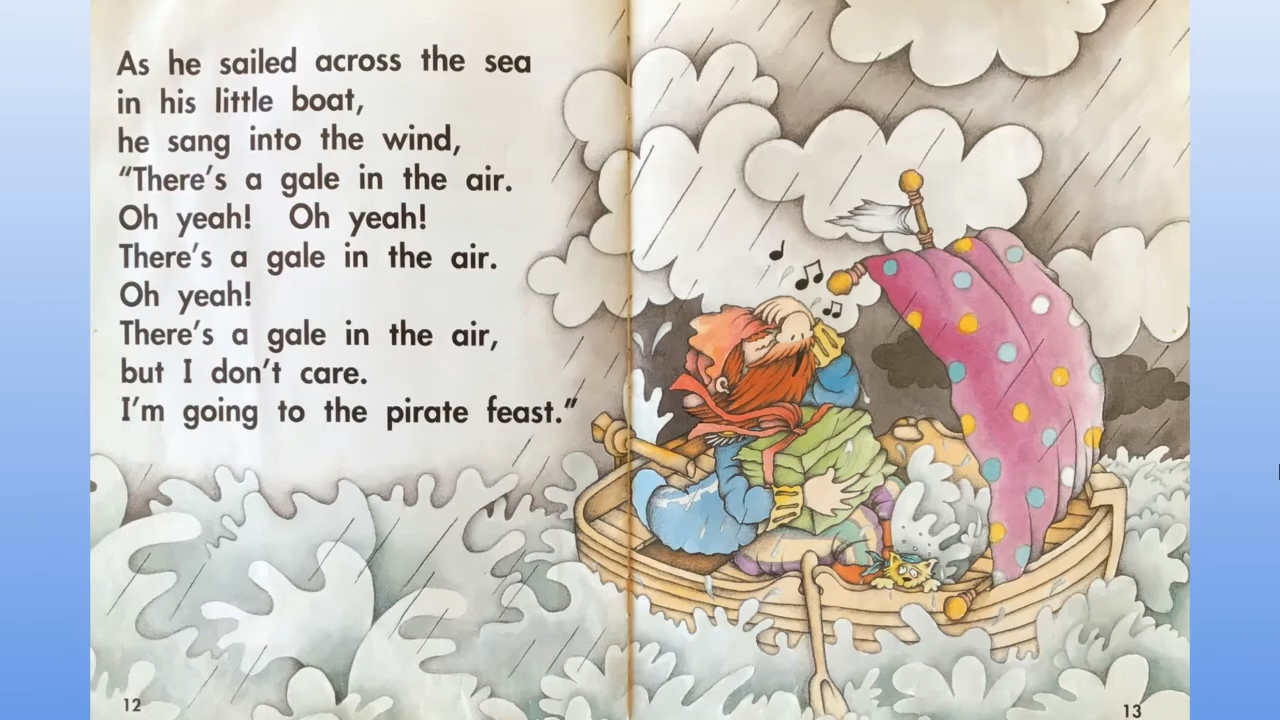 As he sailed across the sea
in his little boat,
he sang into the wind,
“There’s a gale in the air.
Oh yeah! Oh yeah!
There’s a gale in the air.
Oh yeah!
There’s a gale in the air,
but I don’t care.
I’m going to the pirate feast.”
12
13